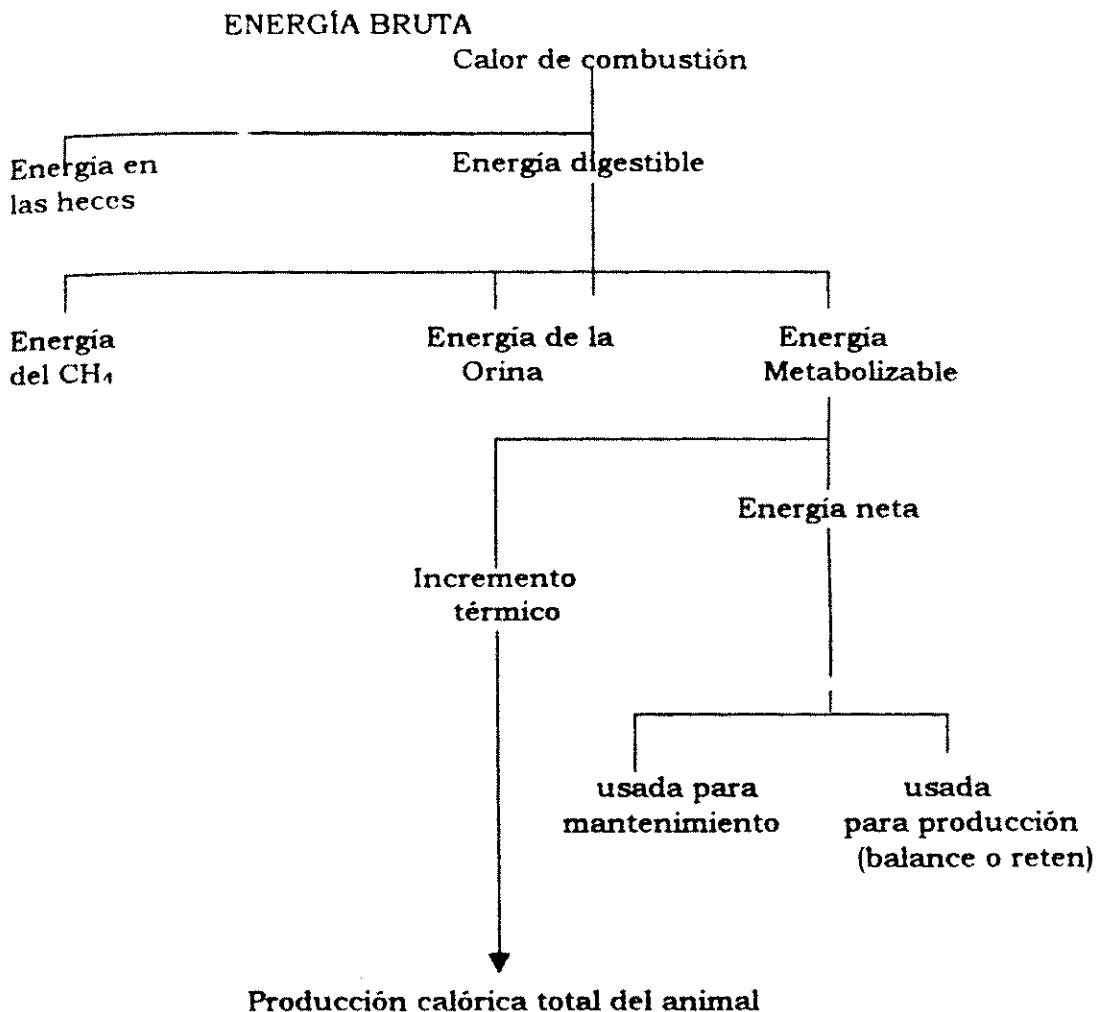 ENERGÍA BRUTA
Calor de combustión
Energía en
las heces
Energía digestible
Energía
del CH₄
Energía de la
Orina
Energía
Metabolizable
Energía neta
Incremento
térmico
usada para
mantenimiento
usada
para producción
(balance o reten)
Producción calórica total del animal